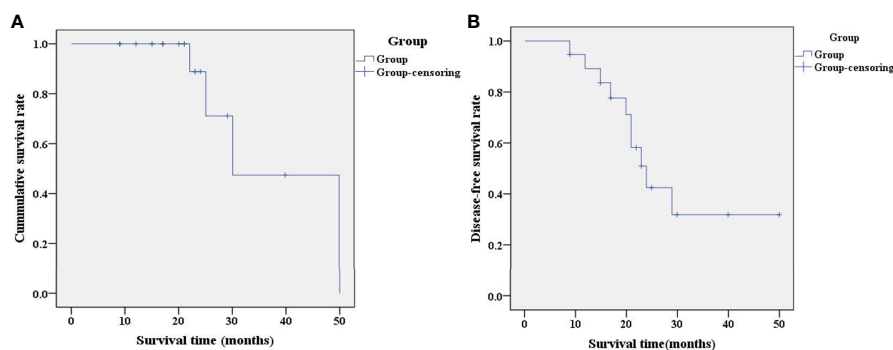 A
Cummulative survival rate
1.0
0.8
0.6
0.4
0.2
0.0
0 10 20 30 40 50
Survival time (months)
Group
Group
Group-censoring
B
Disease-free survival rate
1.0
0.8
0.6
0.4
0.2
0.0
0 10 20 30 40 50
Survival time(months)
Group
Group
Group-censoring